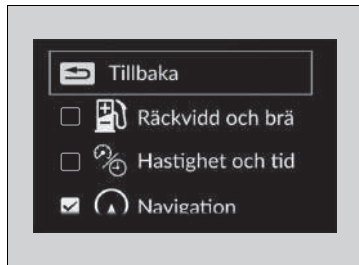 Tillbaka
Räckvidd och brä
Hastighet och tid
Navigation